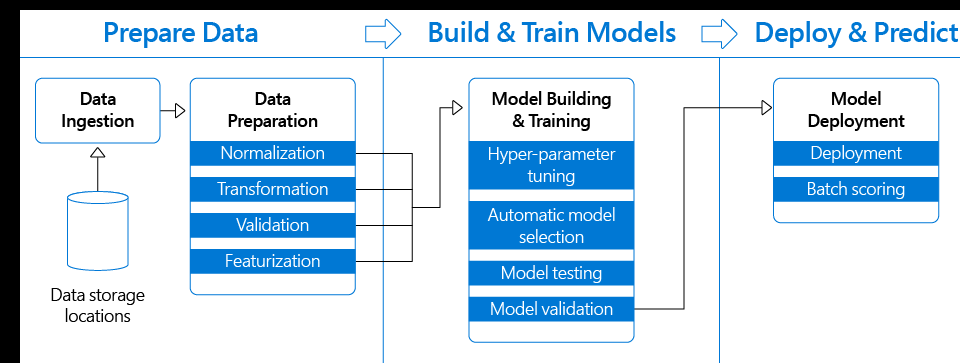 Prepare Data
Build & Train Models
Deploy & Predict
Data
Ingestion
Data storage
locations
Data
Preparation
Normalization
Transformation
Validation
Featurization
Model Building
& Training
Hyper-parameter
tuning
Automatic model
selection
Model testing
Model validation
Model
Deployment
Deployment
Batch scoring